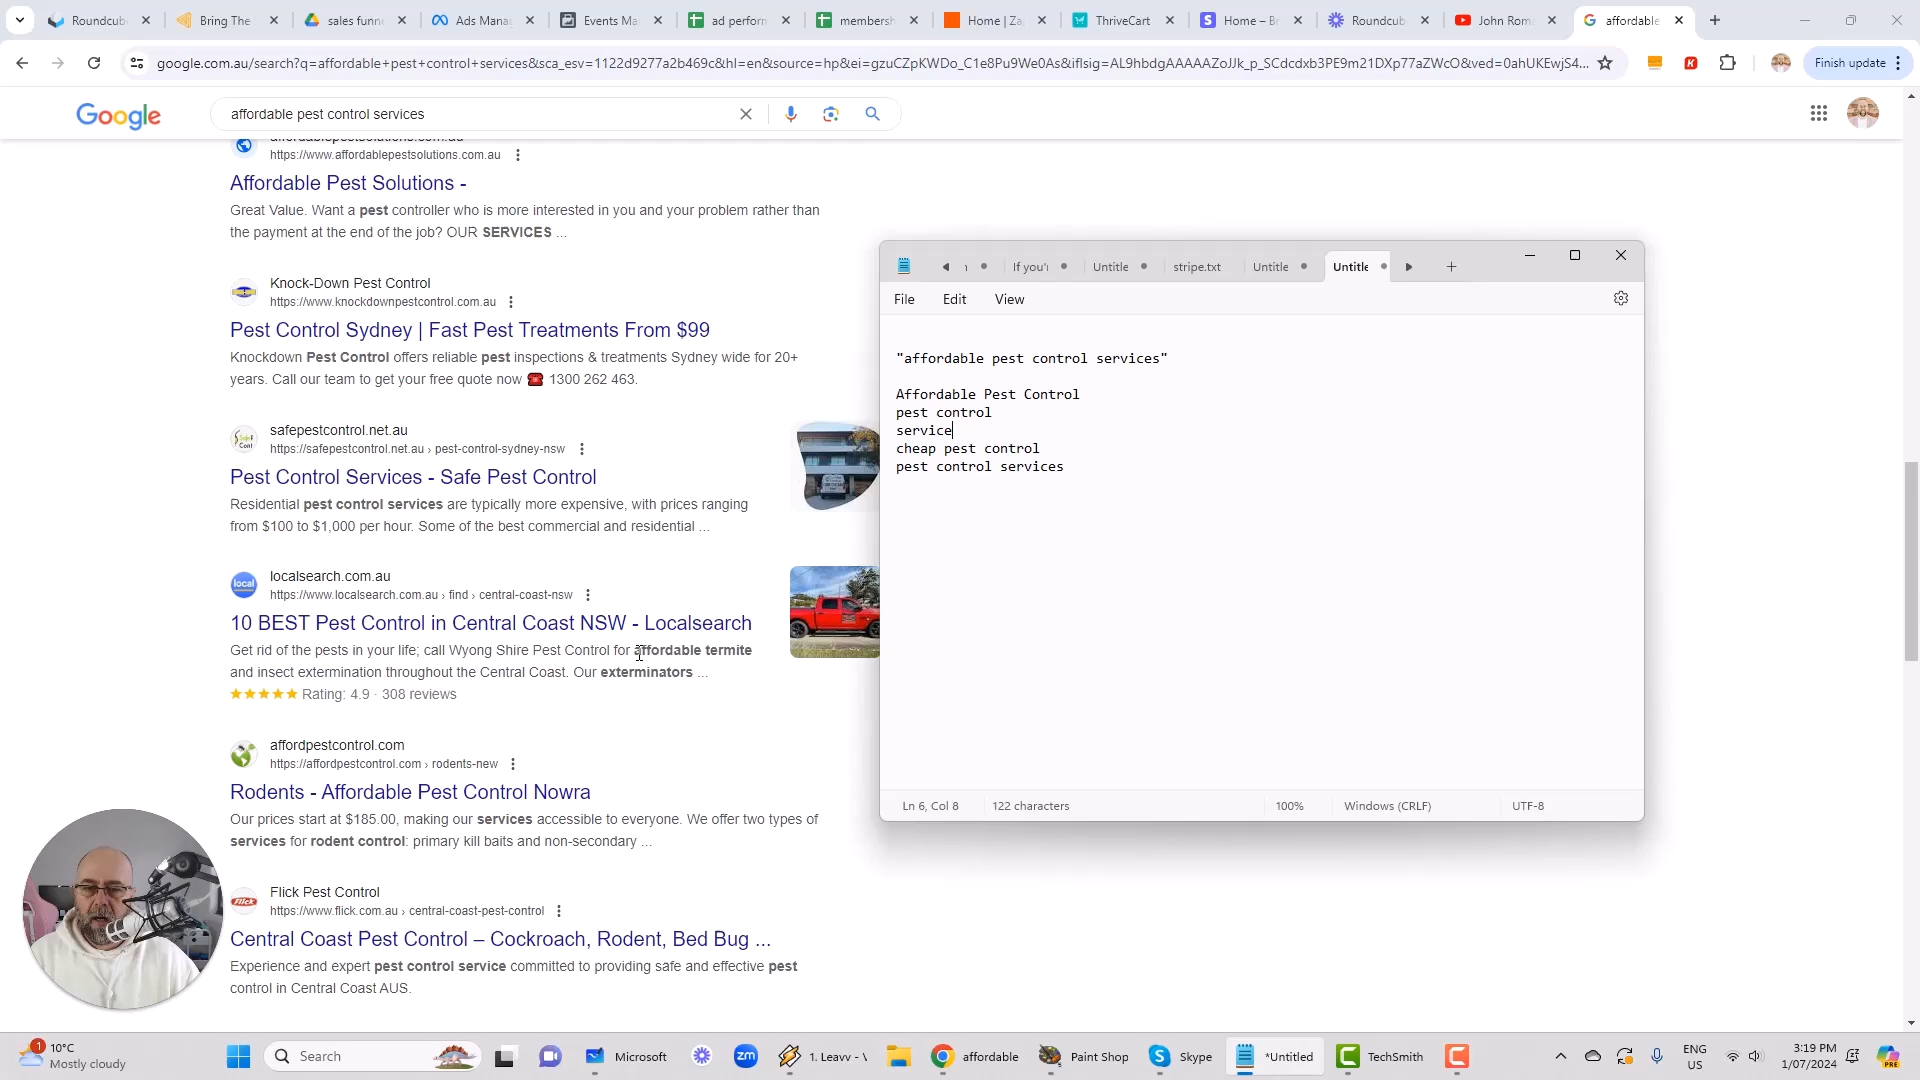 Roundcub
Bring The
sales funne
Ads Manag
Events Ma
ad perforn
membersh
Home | Za
ThriveCart
Home – Br
Roundcub
John Rom
affordable
google.com.au/search?q=affordable+pest+control+services&sca_esv=1122d9277a2b469c&hl=en&source=hp&ei=gzuCZpKWDo_C1e8Pu9We0As&iflsig=AL9hbdgAAAAAZoJJk_p_SCdcdxb3PE9m21DXp77aZWcO&ved=0ahUKEwjS4...
Finish update
Google
affordable pest control services
https://www.affordablepestsolutions.com.au
Affordable Pest Solutions -
Great Value. Want a pest controller who is more interested in you and your problem rather than
the payment at the end of the job? OUR SERVICES ...
Knock-Down Pest Control
https://www.knockdownpestcontrol.com.au
Pest Control Sydney | Fast Pest Treatments From $99
Knockdown Pest Control offers reliable pest inspections & treatments Sydney wide for 20+
years. Call our team to get your free quote now ☎ 1300 262 463.
safepestcontrol.net.au
https://safepestcontrol.net.au › pest-control-sydney-nsw
Pest Control Services - Safe Pest Control
Residential pest control services are typically more expensive, with prices ranging
from $100 to $1,000 per hour. Some of the best commercial and residential ...
local
localsearch.com.au
https://www.localsearch.com.au › find › central-coast-nsw
10 BEST Pest Control in Central Coast NSW - Localsearch
Get rid of the pests in your life; call Wyong Shire Pest Control for affordable termite
and insect extermination throughout the Central Coast. Our exterminators ...
Rating: 4.9 · 308 reviews
affordpestcontrol.com
https://affordpestcontrol.com › rodents-new
Rodents - Affordable Pest Control Nowra
Our prices start at $185.00, making our services accessible to everyone. We offer two types of
services for rodent control: primary kill baits and non-secondary ...
Flick
Flick Pest Control
https://www.flick.com.au › central-coast-pest-control
Central Coast Pest Control – Cockroach, Rodent, Bed Bug ...
Experience and expert pest control service committed to providing safe and effective pest
control in Central Coast AUS.
If you'i
Untitle
stripe.txt
Untitle
Untitle
File
Edit
View
"affordable pest control services"
Affordable Pest Control
pest control
service
cheap pest control
pest control services
Ln 6, Col 8
122 characters
100%
Windows (CRLF)
UTF-8
1
10°C
Mostly cloudy
Search
Microsoft
zm
1. Leavv - V
affordable
Paint Shop
Skype
*Untitled
TechSmith
ENG
US
3:19 PM
1/07/2024
PRE